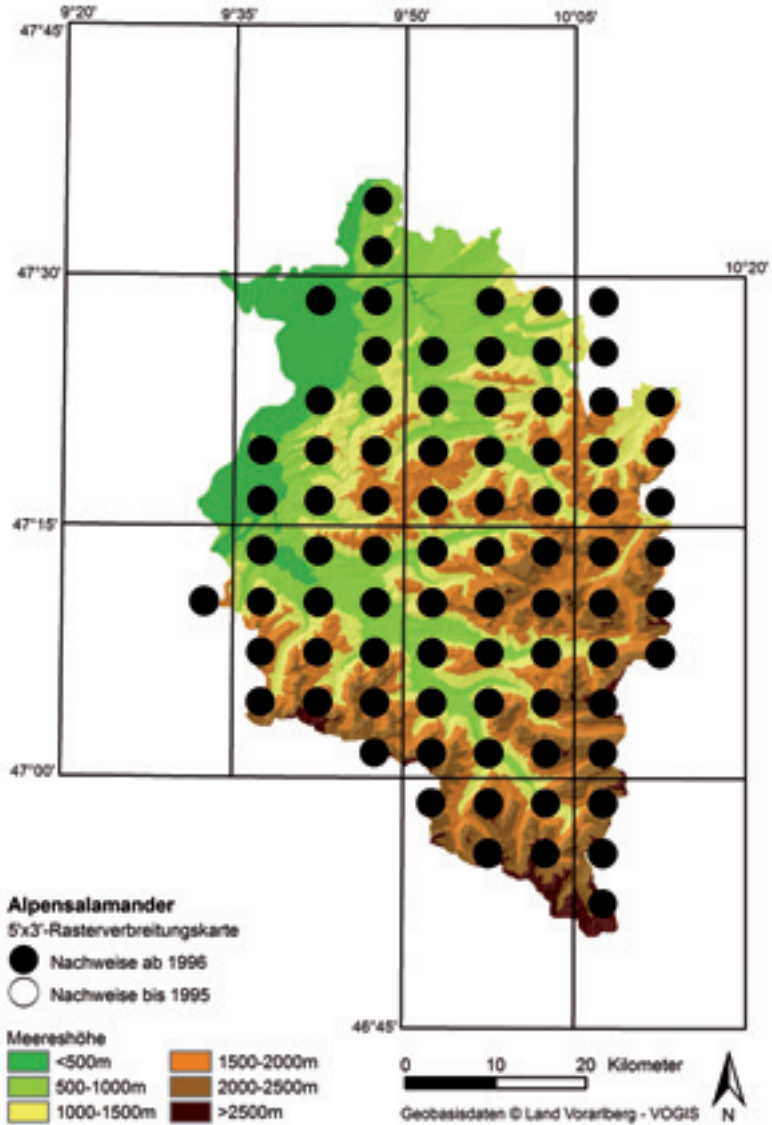 9°20' 9°35' 9°50' 10°05'
47°45'
47°30'
10°20'
47°15'
47°00'
46°45'
Alpensalamander
5'x3'-Rasterverbreitungskarte
Nachweise ab 1996
Nachweise bis 1995
Meereshöhe
<500m 1500-2000m
500-1000m 2000-2500m
1000-1500m >2500m
0 10 20 Kilometer
Geobasisdaten © Land Vorarlberg - VOGIS N